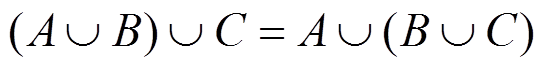 (A ∪ B) ∪ C = A ∪ (B ∪ C)